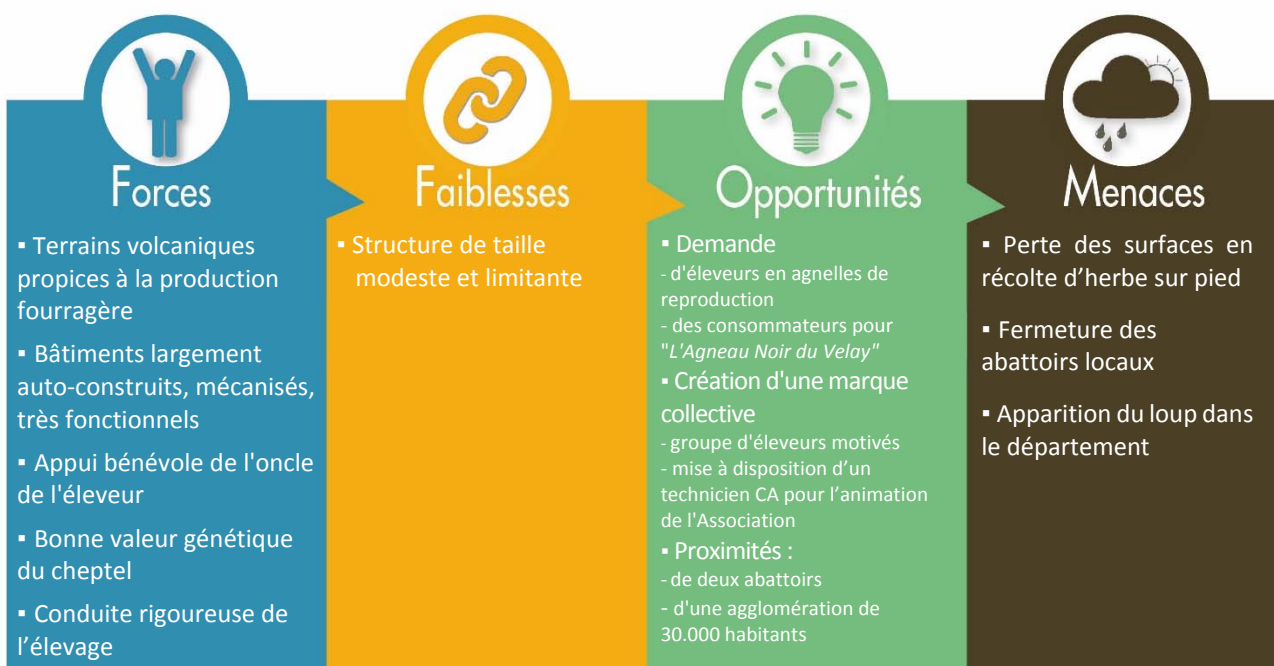 Forces
▪ Terrains volcaniques
propices à la production
fourragère
▪ Bâtiments largement
auto-construits, mécanisés,
très fonctionnels
▪ Appui bénévole de l'oncle
de l'éleveur
▪ Bonne valeur génétique
du cheptel
▪ Conduite rigoureuse de
l’élevage
Faiblesses
▪ Structure de taille
modeste et limitante
Opportunités
▪ Demande
- d'éleveurs en agnelles de
reproduction
- des consommateurs pour
"L'Agneau Noir du Velay"
▪ Création d'une marque
collective
- groupe d'éleveurs motivés
- mise à disposition d’un
technicien CA pour l’animation
de l'Association
▪ Proximités :
- de deux abattoirs
- d'une agglomération de
30.000 habitants
Menaces
▪ Perte des surfaces en
récolte d’herbe sur pied
▪ Fermeture des
abattoirs locaux
▪ Apparition du loup dans
le département